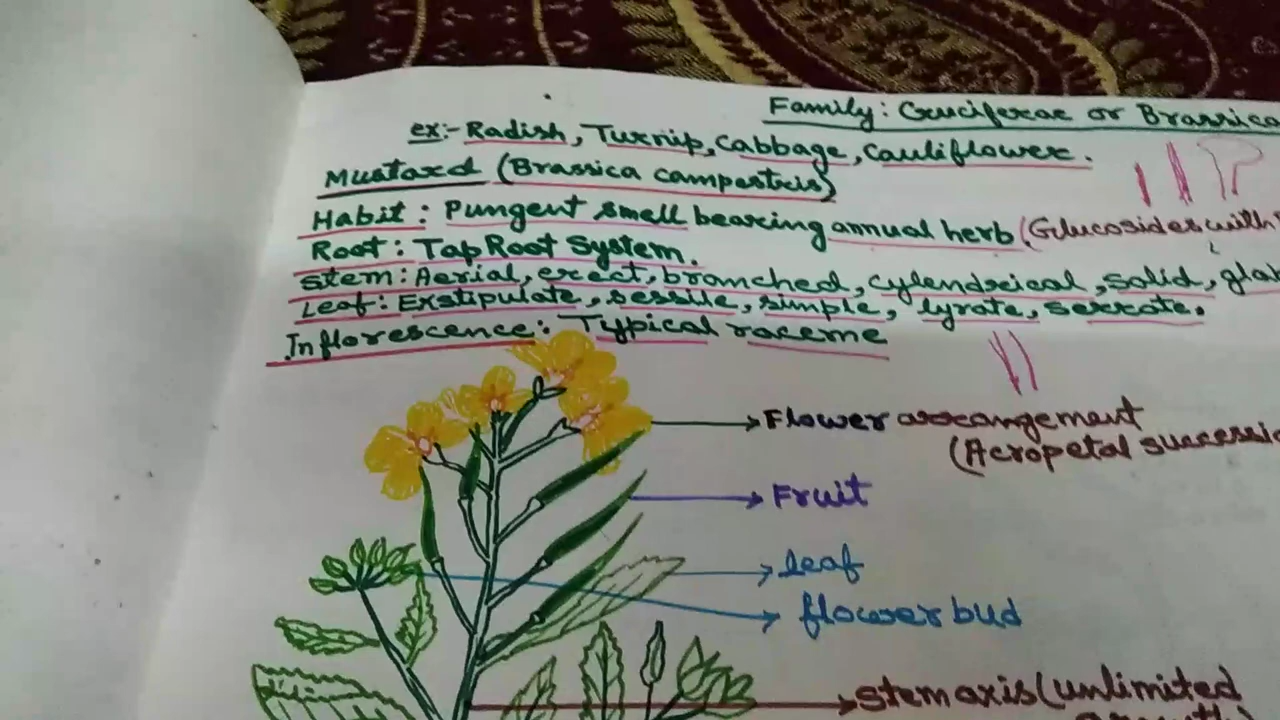 Family: Cruciferae or Brassica
ex:- Radish, Turnip, Cabbage, Cauliflower.
Mustard (Brassica campestris)
Habit: Pungent smell bearing annual herb (Glucosides with
Root: Tap Root System.
Stem: Aerial, erect, branched, cylendrical, solid, glab
Leaf: Exstipulate, sessile, simple, lyrate, serrate.
Inflorescence: Typical raceme
Flower arrangement
(Acropetal successi
Fruit
leaf
flower bud
stem axis (unlimited